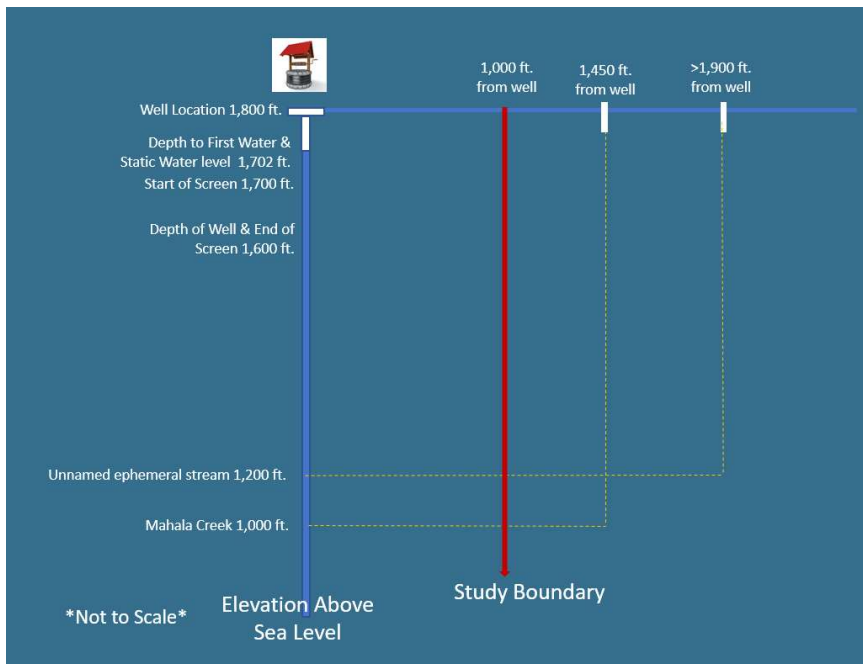 1,000 ft.
from well
1,450 ft.
from well
>1,900 ft.
from well
Well Location 1,800 ft.
Depth to First Water &
Static Water level  1,702 ft.
Start of Screen 1,700 ft.
Depth of Well & End of
Screen 1,600 ft.
Unnamed ephemeral stream 1,200 ft.
Mahala Creek 1,000 ft.
Study Boundary
*Not to Scale*
Elevation Above
Sea Level